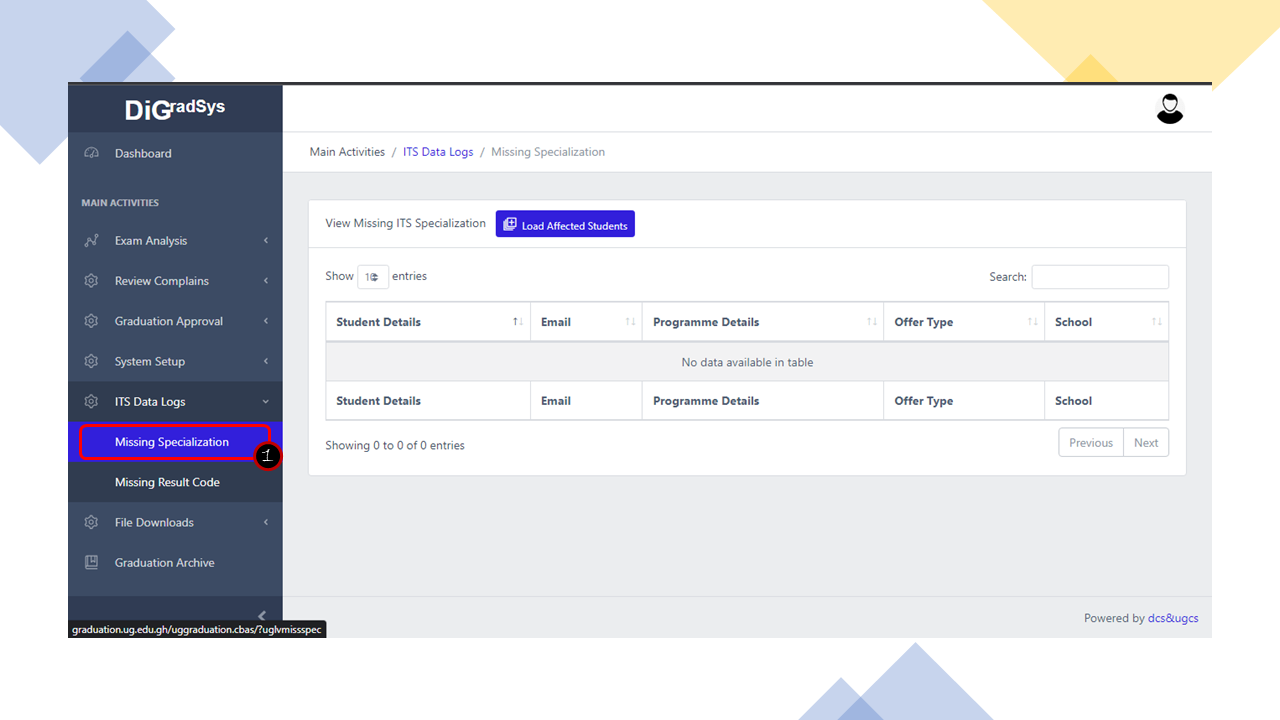 DiGradSys
Dashboard
MAIN ACTIVITIES
Exam Analysis
Review Complains
Graduation Approval
System Setup
ITS Data Logs
Missing Specialization
1
Missing Result Code
File Downloads
Graduation Archive
graduation.ug.edu.gh/uggraduation.cbas/?uglvmissspec
Main Activities / ITS Data Logs / Missing Specialization
View Missing ITS Specialization Load Affected Students
Show 10 entries Search:
Student Details Email Programme Details Offer Type School
No data available in table
Student Details Email Programme Details Offer Type School
Showing 0 to 0 of 0 entries Previous Next
Powered by dcs&ugcs